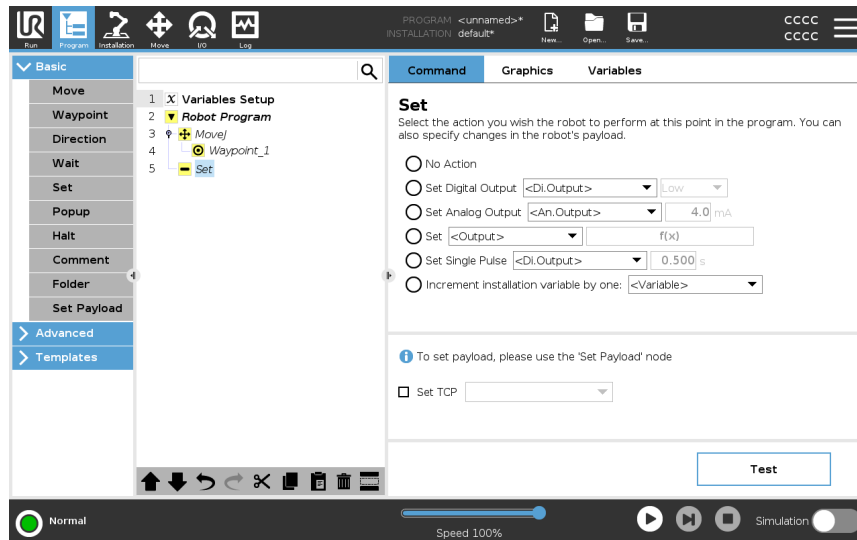 PROGRAM <unnamed>*
INSTALLATION default*
CCCC
CCCC
Run Program Installation Move I/O Log New... Open... Save...
Basic
Move
Waypoint
Direction
Wait
Set
Popup
Halt
Comment
Folder
Set Payload
Advanced
Templates
1 X Variables Setup
2 Robot Program
3 MoveJ
4 Waypoint_1
5 Set
Command Graphics Variables
Set
Select the action you wish the robot to perform at this point in the program. You can
also specify changes in the robot's payload.
No Action
Set Digital Output <Di.Output> Low
Set Analog Output <An.Output> 4.0 mA
Set <Output> f(x)
Set Single Pulse <Di.Output> 0.500 s
Increment installation variable by one: <Variable>
To set payload, please use the 'Set Payload' node
Set TCP
Test
Normal
Speed 100%
Simulation